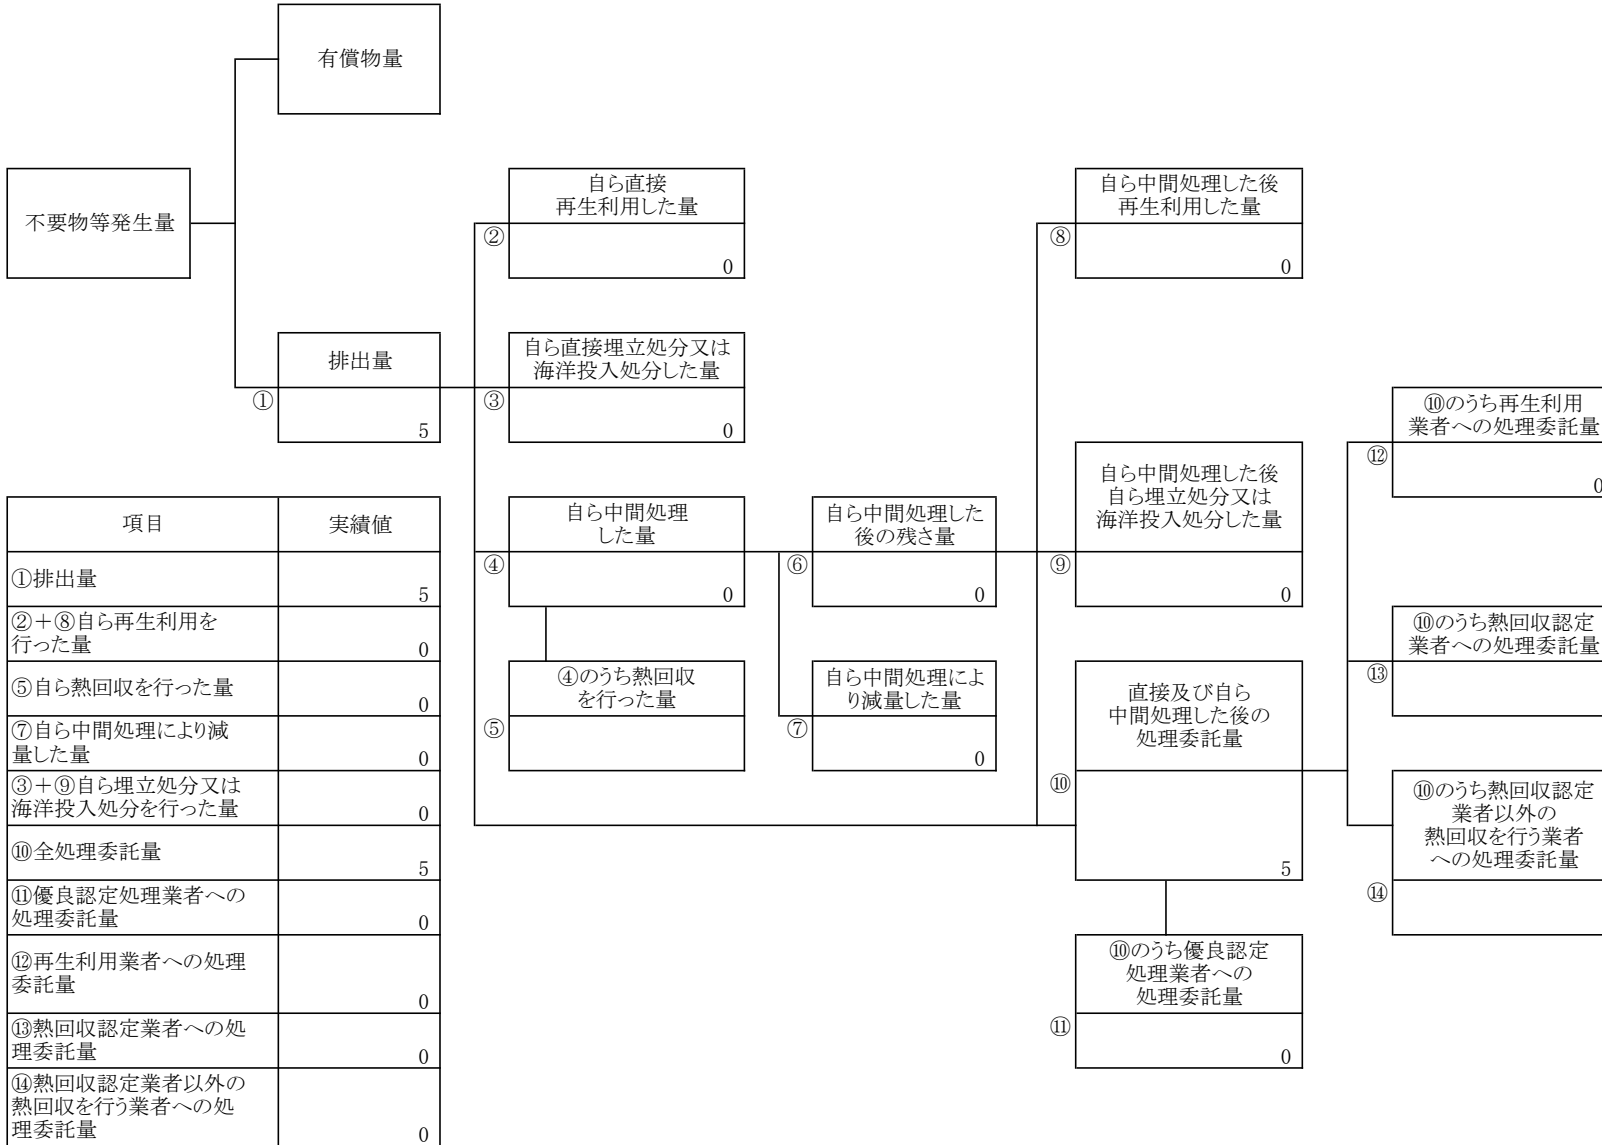 有償物量
不要物等発生量
自ら直接
再生利用した量
②
0
自ら中間処理した後
再生利用した量
⑧
0
排出量
①
5
自ら直接埋立処分又は
海洋投入処分した量
③
0
⑩のうち再生利用
業者への処理委託量
⑫
0
自ら中間処理した後
自ら埋立処分又は
海洋投入処分した量
⑨
0
自ら中間処理
した量
④
0
自ら中間処理した
後の残さ量
⑥
0
⑩のうち熱回収認定
業者への処理委託量
⑬
④のうち熱回収
を行った量
⑤
自ら中間処理によ
り減量した量
⑦
0
直接及び自ら
中間処理した後の
処理委託量
⑩
5
⑩のうち熱回収認定
業者以外の
熱回収を行う業者
への処理委託量
⑭
⑩のうち優良認定
処理業者への
処理委託量
⑪
0
項目 実績値
①排出量 5
②+⑧自ら再生利用を
行った量 0
⑤自ら熱回収を行った量 0
⑦自ら中間処理により減
量した量 0
③+⑨自ら埋立処分又は
海洋投入処分を行った量 0
⑩全処理委託量 5
⑪優良認定処理業者への
処理委託量 0
⑫再生利用業者への処理
委託量 0
⑬熱回収認定業者への処
理委託量 0
⑭熱回収認定業者以外の
熱回収を行う業者への処
理委託量 0